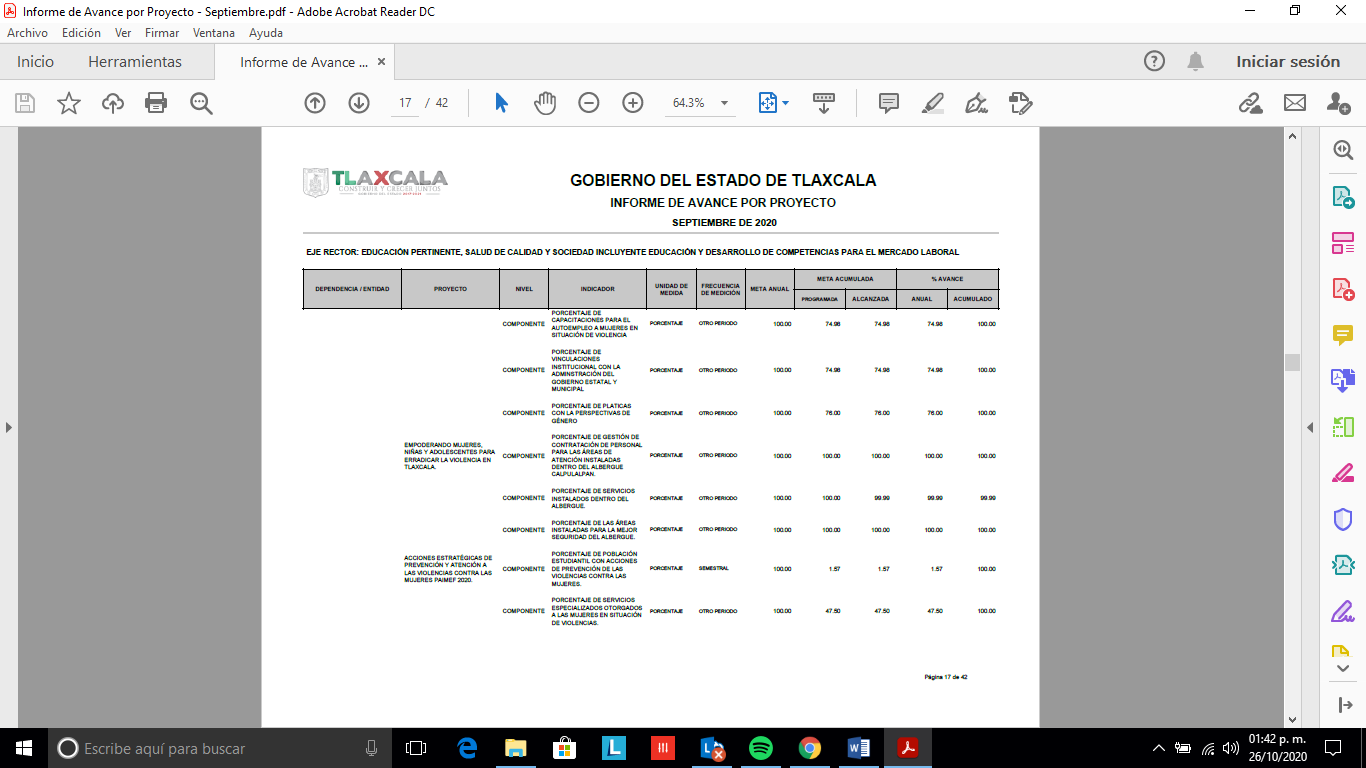 Informe de Avance por Proyecto - Septiembre.pdf - Adobe Acrobat Reader DC
Archivo Edición Ver Firmar Ventana Ayuda
Inicio Herramientas Informe de Avance ... × Iniciar sesión
17 / 42 64.3%
TLAXCALA
CONSTRUIR Y CRECER JUNTOS
GOBIERNO DEL ESTADO DE TLAXCALA
INFORME DE AVANCE POR PROYECTO
SEPTIEMBRE DE 2020
EJE RECTOR: EDUCACIÓN PERTINENTE, SALUD DE CALIDAD Y SOCIEDAD INCLUYENTE EDUCACIÓN Y DESARROLLO DE COMPETENCIAS PARA EL MERCADO LABORAL
DEPENDENCIA / ENTIDAD PROYECTO NIVEL INDICADOR UNIDAD DE MEDIDA FRECUENCIA DE MEDICIÓN META ANUAL META ACUMULADA % AVANCE
PROGRAMADA ALCANZADA ANUAL ACUMULADO
PORCENTAJE DE
CAPACITACIONES PARA EL
COMPONENTE AUTOEMPLEO A MUJERES EN PORCENTAJE OTRO PERIODO 100.00 74.98 74.98 74.98 100.00
SITUACIÓN DE VIOLENCIA
PORCENTAJE DE
VINCULACIONES
COMPONENTE INSTITUCIONAL CON LA PORCENTAJE OTRO PERIODO 100.00 74.98 74.98 74.98 100.00
ADMINSTRACIÓN DEL
GOBIERNO ESTATAL Y
MUNICIPAL
PORCENTAJE DE PLATICAS
COMPONENTE CON LA PERSPECTIVAS DE PORCENTAJE OTRO PERIODO 100.00 76.00 76.00 76.00 100.00
GÉNERO
PORCENTAJE DE GESTIÓN DE
EMPODERANDO MUJERES, CONTRATACIÓN DE PERSONAL
NIÑAS Y ADOLESCENTES PARA COMPONENTE PARA LAS ÁREAS DE PORCENTAJE OTRO PERIODO 100.00 100.00 100.00 100.00 100.00
ERRADICAR LA VIOLENCIA EN ATENCIÓN INSTALADAS
TLAXCALA. DENTRO DEL ALBERGUE
CALPULALPAN.
PORCENTAJE DE SERVICIOS
COMPONENTE INSTALADOS DENTRO DEL PORCENTAJE OTRO PERIODO 100.00 100.00 99.99 99.99 99.99
ALBERGUE.
PORCENTAJE DE LAS ÁREAS
COMPONENTE INSTALADAS PARA LA MEJOR PORCENTAJE OTRO PERIODO 100.00 100.00 100.00 100.00 100.00
SEGURIDAD DEL ALBERGUE.
PORCENTAJE DE POBLACIÓN
ACCIONES ESTRATÉGICAS DE ESTUDIANTIL CON ACCIONES
PREVENCIÓN Y ATENCIÓN A COMPONENTE DE PREVENCIÓN DE LAS PORCENTAJE SEMESTRAL 100.00 1.57 1.57 1.57 100.00
LAS VIOLENCIAS CONTRA LAS VIOLENCIAS CONTRA LAS
MUJERES PAIMEF 2020. MUJERES.
PORCENTAJE DE SERVICIOS
COMPONENTE ESPECIALIZADOS OTORGADOS PORCENTAJE OTRO PERIODO 100.00 47.50 47.50 47.50 100.00
A LAS MUJERES EN SITUACIÓN
DE VIOLENCIAS.
Página 17 de 42
Escribe aquí para buscar
01:42 p. m.
26/10/2020